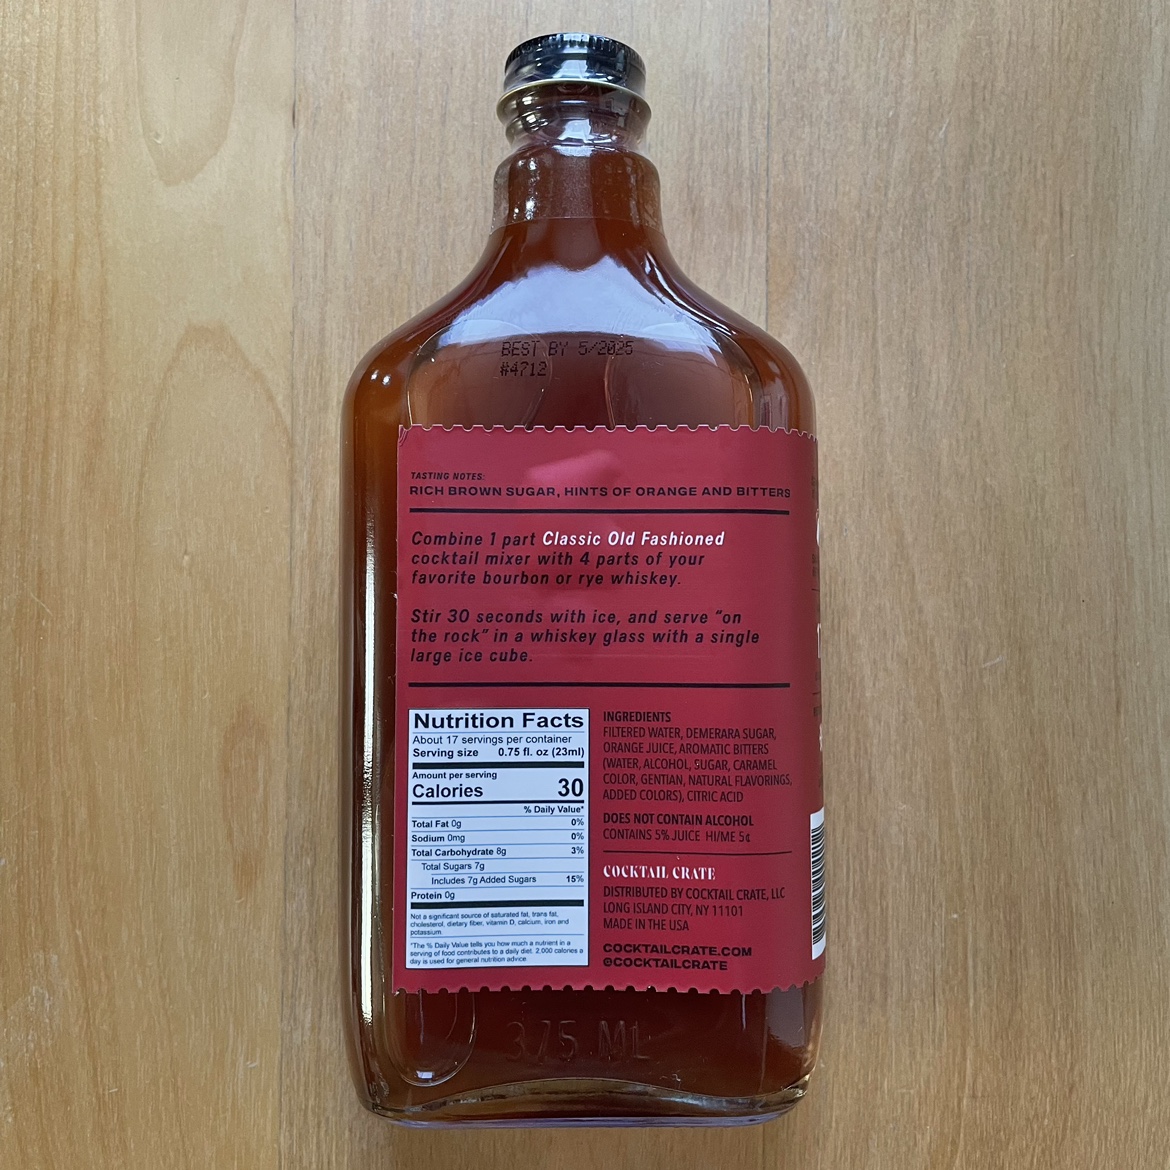 BEST BY 5/2025
#4712
TASTING NOTES:
RICH BROWN SUGAR, HINTS OF ORANGE AND BITTERS
Combine 1 part Classic Old Fashioned
cocktail mixer with 4 parts of your
favorite bourbon or rye whiskey.
Stir 30 seconds with ice, and serve “on
the rock” in a whiskey glass with a single
large ice cube.
Nutrition Facts
About 17 servings per container
Serving size 0.75 fl. oz (23ml)
Amount per serving
Calories 30
% Daily Value*
Total Fat 0g 0%
Sodium 0mg 0%
Total Carbohydrate 8g 3%
Total Sugars 7g
Includes 7g Added Sugars 15%
Protein 0g
Not a significant source of saturated fat, trans fat,
cholesterol, dietary fiber, vitamin D, calcium, iron and
potassium.
*The % Daily Value tells you how much a nutrient in a
serving of food contributes to a daily diet. 2,000 calories a
day is used for general nutrition advice.
INGREDIENTS
FILTERED WATER, DEMERARA SUGAR,
ORANGE JUICE, AROMATIC BITTERS
(WATER, ALCOHOL, SUGAR, CARAMEL
COLOR, GENTIAN, NATURAL FLAVORINGS,
ADDED COLORS), CITRIC ACID
DOES NOT CONTAIN ALCOHOL
CONTAINS 5% JUICE HI/ME 5¢
COCKTAIL CRATE
DISTRIBUTED BY COCKTAIL CRATE, LLC
LONG ISLAND CITY, NY 11101
MADE IN THE USA
COCKTAILCRATE.COM
@COCKTAILCRATE
375 ML